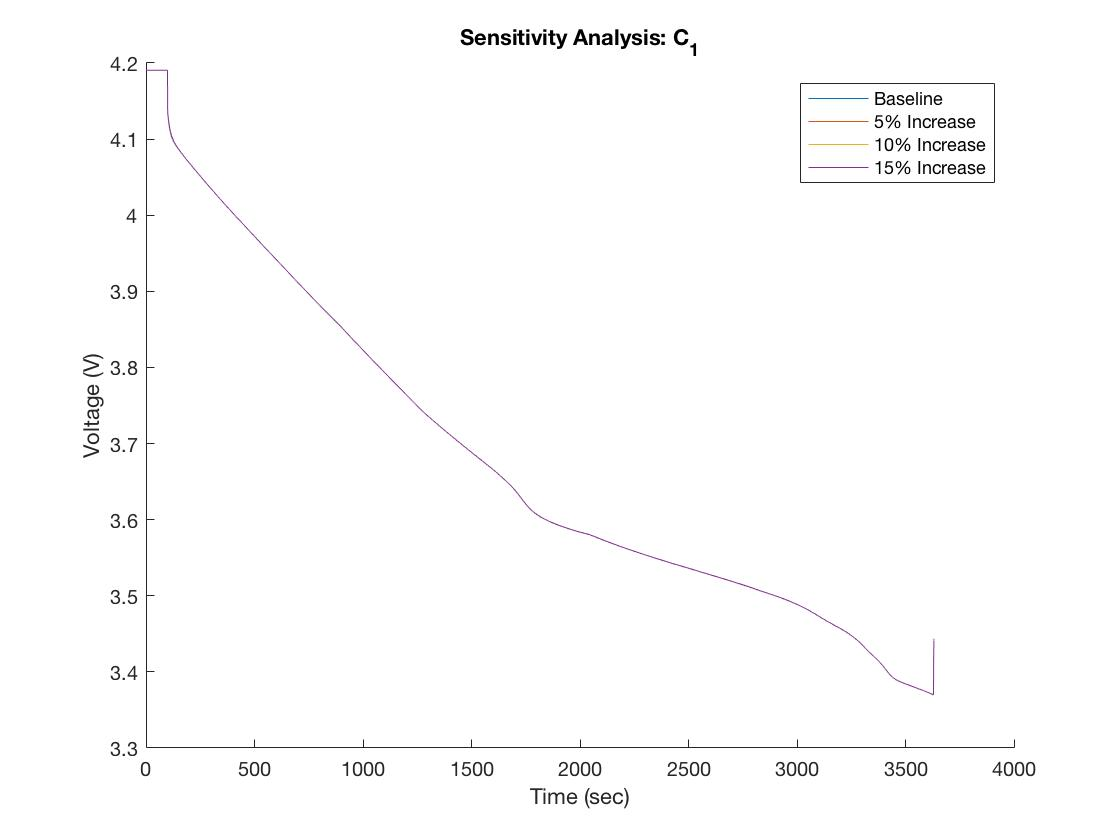 Sensitivity Analysis: C1
Baseline
5% Increase
10% Increase
15% Increase
Voltage (V)
4.2
4.1
4
3.9
3.8
3.7
3.6
3.5
3.4
3.3
0 500 1000 1500 2000 2500 3000 3500 4000
Time (sec)